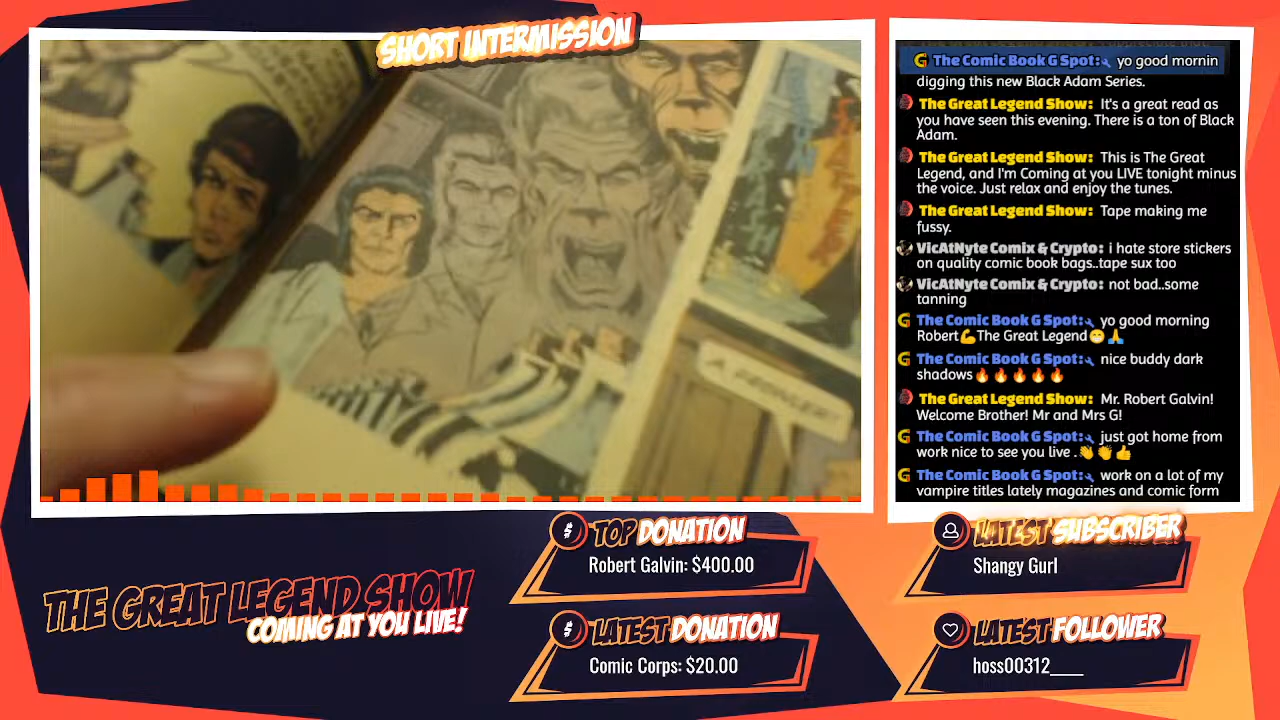 SHORT INTERMISSION
A PROWLER!
The Comic Book G Spot: yo good mornin
digging this new Black Adam Series.
The Great Legend Show: It's a great read as
you have seen this evening. There is a ton of Black
Adam.
The Great Legend Show: This is The Great
Legend, and I'm Coming at you LIVE tonight minus
the voice. Just relax and enjoy the tunes.
The Great Legend Show: Tape making me
fussy.
VicAtNyte Comix & Crypto: i hate store stickers
on quality comic book bags..tape sux too
VicAtNyte Comix & Crypto: not bad..some
tanning
The Comic Book G Spot: yo good morning
Robert💪The Great Legend😁🙏
The Comic Book G Spot: nice buddy dark
shadows🔥🔥🔥🔥🔥
The Great Legend Show: Mr. Robert Galvin!
Welcome Brother! Mr and Mrs G!
The Comic Book G Spot: just got home from
work nice to see you live .👋👋👍
The Comic Book G Spot: work on a lot of my
vampire titles lately magazines and comic form
THE GREAT LEGEND SHOW
COMING AT YOU LIVE!
TOP DONATION
Robert Galvin: $400.00
LATEST DONATION
Comic Corps: $20.00
LATEST SUBSCRIBER
Shangy Gurl
LATEST FOLLOWER
hoss00312____